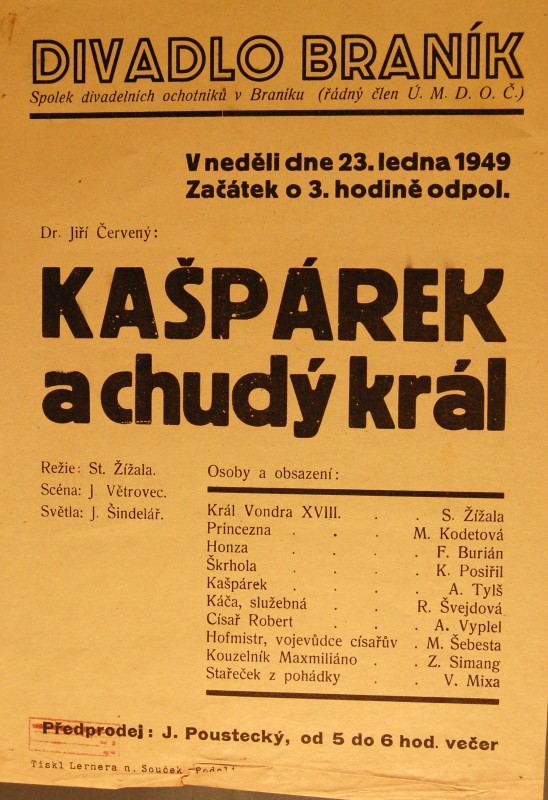 DIVADLO BRANÍK
Spolek divadelních ochotníků v Braníku (řádný člen Ú. M. D. O. Č.)
V neděli dne 23. ledna 1949
Začátek o 3. hodině odpol.
Dr. Jiří Červený:
KAŠPÁREK
a chudý král
Režie: St. Žížala.
Scéna: J Větrovec.
Světla: J. Šindelář.
Osoby a obsazení:
Král Vondra XVIII. . . S. Žížala
Princezna . . . M. Kodetová
Honza . . . F. Burián
Škrhola . . . K. Posiřil
Kašpárek . . . A. Tylš
Káča, služebná . . R. Švejdová
Císař Robert . . . A. Vyplel
Hofmistr, vojevůdce císařův . M. Šebesta
Kouzelník Maxmiliáno . . Z. Simang
Stařeček z pohádky . . V. Mixa
Předprodej: J. Poustecký, od 5 do 6 hod. večer
Tiskl Lernera n. Souček